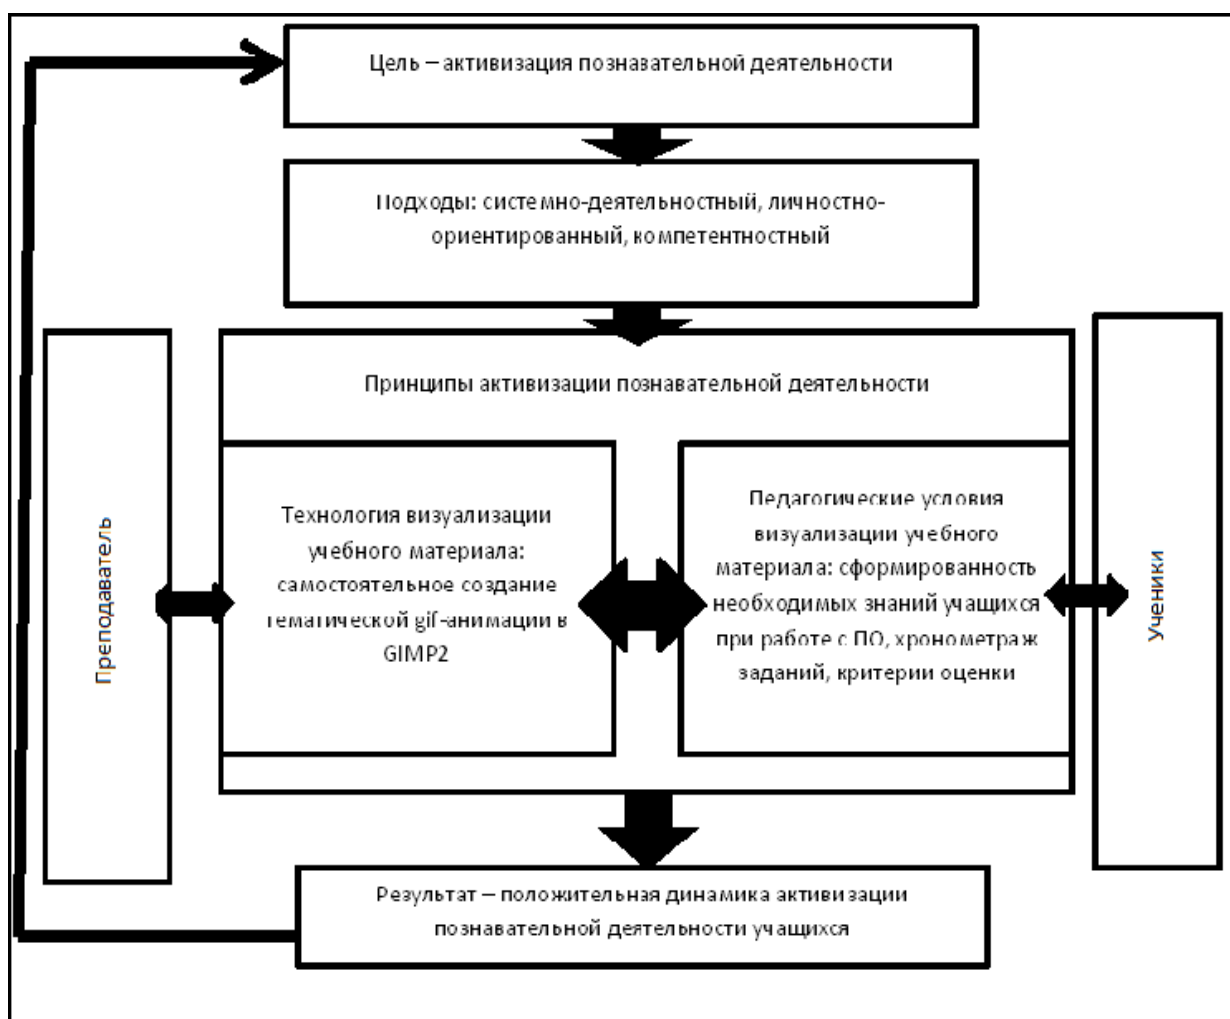 Цель – активизация познавательной деятельности
Подходы: системно-деятельностный, личностно-
ориентированный, компетентностный
Преподаватель
Принципы активизации познавательной деятельности
Технология визуализации
учебного материала:
самостоятельное создание
тематической gif-анимации в
GIMP2
Педагогические условия
визуализации учебного
материала: сформированность
необходимых знаний учащихся
при работе с ПО, хронометраж
заданий, критерии оценки
Ученики
Результат – положительная динамика активизации
познавательной деятельности учащихся